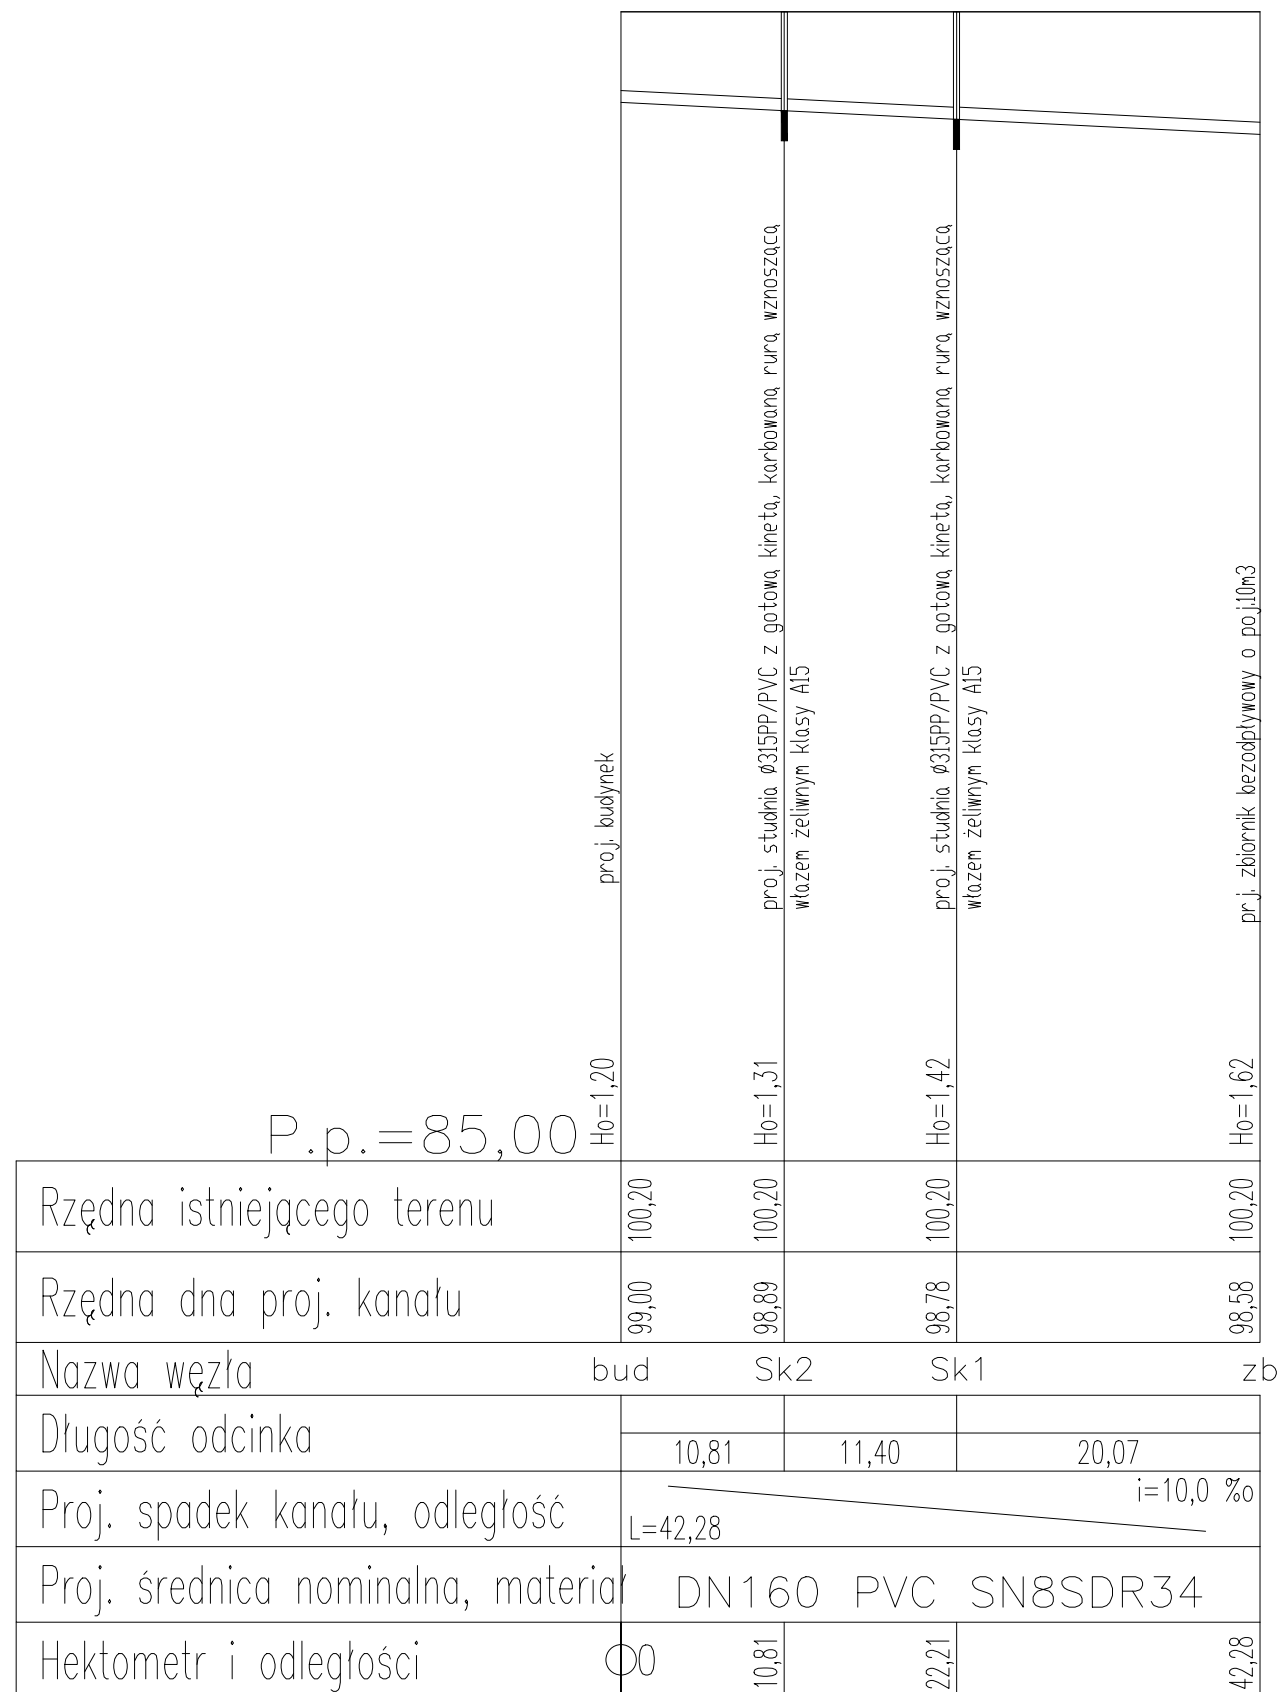 proj. budynek
proj. studnia ø315PP/PVC z gotową kinetą, karbowaną rurą wznoszącą
włazem żeliwnym klasy A15
proj. studnia ø315PP/PVC z gotową kinetą, karbowaną rurą wznoszącą
włazem żeliwnym klasy A15
prj. zbiornik bezodpływowy o poj.10m3
P.p.=85,00
Ho=1,20
Ho=1,31
Ho=1,42
Ho=1,62
Rzędna istniejącego terenu
100,20
100,20
100,20
100,20
Rzędna dna proj. kanału
99,00
98,89
98,78
98,58
Nazwa węzła
bud
Sk2
Sk1
zb
Długość odcinka
10,81
11,40
20,07
Proj. spadek kanału, odległość
L=42,28
i=10,0 ‰
Proj. średnica nominalna, materiał
DN160 PVC SN8SDR34
Hektometr i odległości
0
10,81
22,21
42,28